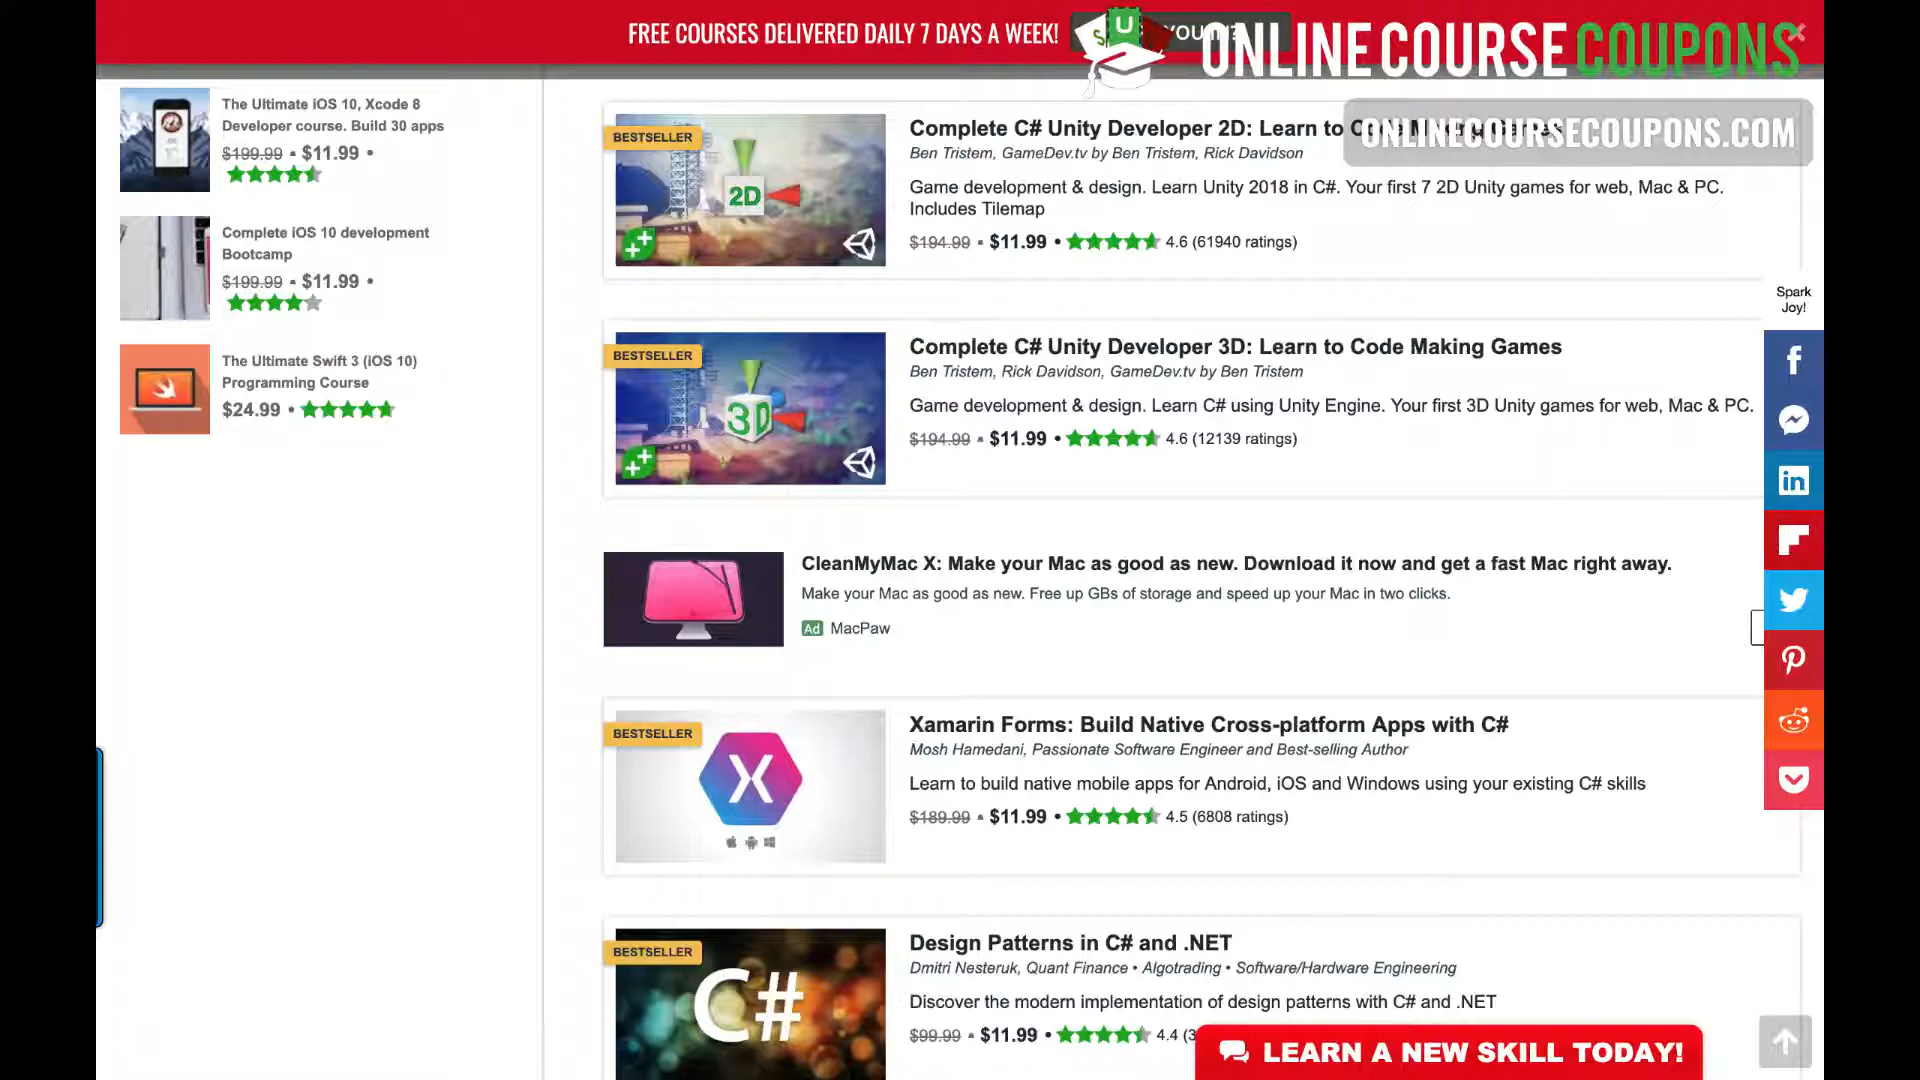 FREE COURSES DELIVERED DAILY 7 DAYS A WEEK!
ONLINE COURSE COUPONS
ONLINECOURSECOUPONS.COM
The Ultimate iOS 10, Xcode 8
Developer course. Build 30 apps
$199.99 • $11.99 •
Complete iOS 10 development
Bootcamp
$199.99 • $11.99 •
The Ultimate Swift 3 (iOS 10)
Programming Course
$24.99 •
BESTSELLER
2D
Complete C# Unity Developer 2D: Learn to Code Making Games
Ben Tristem, GameDev.tv by Ben Tristem, Rick Davidson
Game development & design. Learn Unity 2018 in C#. Your first 7 2D Unity games for web, Mac & PC.
Includes Tilemap
$194.99 • $11.99 • 4.6 (61940 ratings)
BESTSELLER
3D
Complete C# Unity Developer 3D: Learn to Code Making Games
Ben Tristem, Rick Davidson, GameDev.tv by Ben Tristem
Game development & design. Learn C# using Unity Engine. Your first 3D Unity games for web, Mac & PC.
$194.99 • $11.99 • 4.6 (12139 ratings)
Spark
Joy!
CleanMyMac X: Make your Mac as good as new. Download it now and get a fast Mac right away.
Make your Mac as good as new. Free up GBs of storage and speed up your Mac in two clicks.
Ad MacPaw
BESTSELLER
X
Xamarin Forms: Build Native Cross-platform Apps with C#
Mosh Hamedani, Passionate Software Engineer and Best-selling Author
Learn to build native mobile apps for Android, iOS and Windows using your existing C# skills
$189.99 • $11.99 • 4.5 (6808 ratings)
BESTSELLER
C#
Design Patterns in C# and .NET
Dmitri Nesteruk, Quant Finance • Algotrading • Software/Hardware Engineering
Discover the modern implementation of design patterns with C# and .NET
$99.99 • $11.99 • 4.4 (3
LEARN A NEW SKILL TODAY!